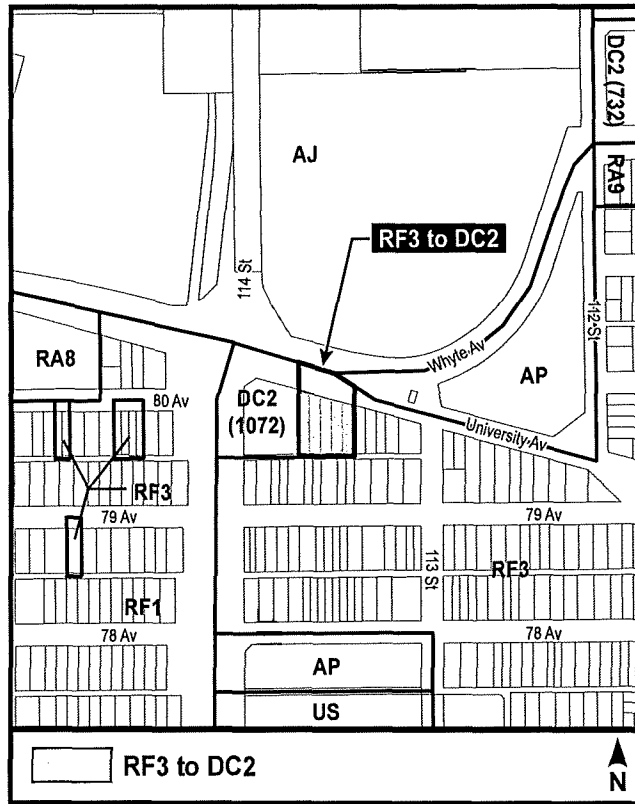 DC2 (732)
AJ
RA9
RF3 to DC2
114 St
112 St
Whyte Av
RA8
AP
80 Av
DC2
(1072)
University Av
RF3
79 Av
79 Av
113 St
RF3
RF1
78 Av
78 Av
AP
US
RF3 to DC2
N